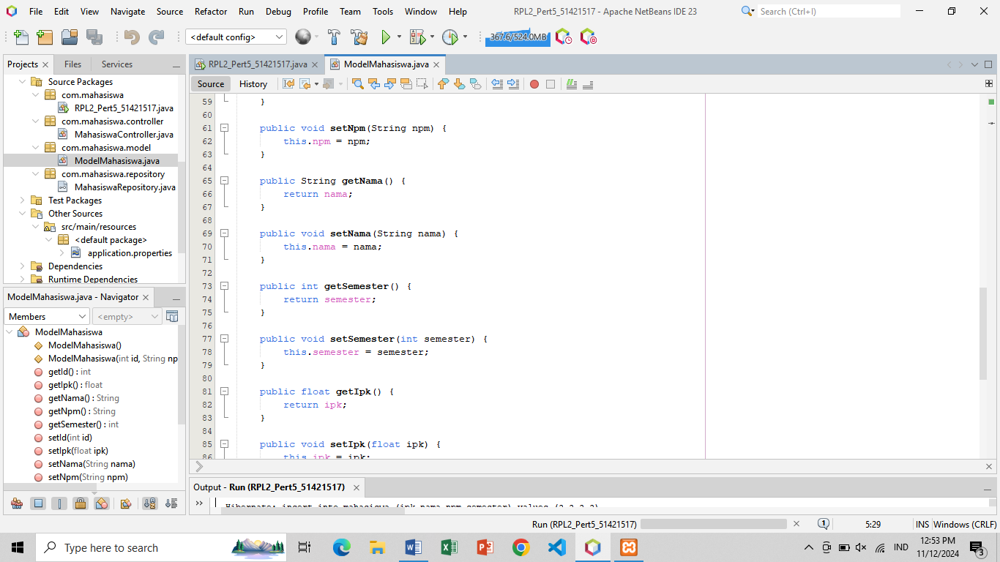 File Edit View Navigate Source Refactor Run Debug Profile Team Tools Window Help
RPL2_Pert5_51421517 - Apache NetBeans IDE 23
Search (Ctrl+I)
<default config>
367.6/524.0MB
Projects
Files
Services
Source Packages
com.mahasiswa
RPL2_Pert5_51421517.java
com.mahasiswa.controller
MahasiswaController.java
com.mahasiswa.model
ModelMahasiswa.java
com.mahasiswa.repository
MahasiswaRepository.java
Test Packages
Other Sources
src/main/resources
<default package>
application.properties
Dependencies
Runtime Dependencies
ModelMahasiswa.java - Navigator
Members
<empty>
ModelMahasiswa
ModelMahasiswa()
ModelMahasiswa(int id, String np
getId() : int
getIpk() : float
getNama() : String
getNpm() : String
getSemester() : int
setId(int id)
setIpk(float ipk)
setNama(String nama)
setNpm(String npm)
RPL2_Pert5_51421517.java
ModelMahasiswa.java
Source
History
59 }
60
61 public void setNpm(String npm) {
62 this.npm = npm;
63 }
64
65 public String getNama() {
66 return nama;
67 }
68
69 public void setNama(String nama) {
70 this.nama = nama;
71 }
72
73 public int getSemester() {
74 return semester;
75 }
76
77 public void setSemester(int semester) {
78 this.semester = semester;
79 }
80
81 public float getIpk() {
82 return ipk;
83 }
84
85 public void setIpk(float ipk) {
86 this.ipk = ipk;
Output - Run (RPL2_Pert5_51421517)
Hibernate: insert into mahasiswa (ipk,nama,npm,semester) values (?,?,?,?)
Run (RPL2_Pert5_51421517)
1
5:29
INS
Windows (CRLF)
Type here to search
IND
12:53 PM
11/12/2024
3